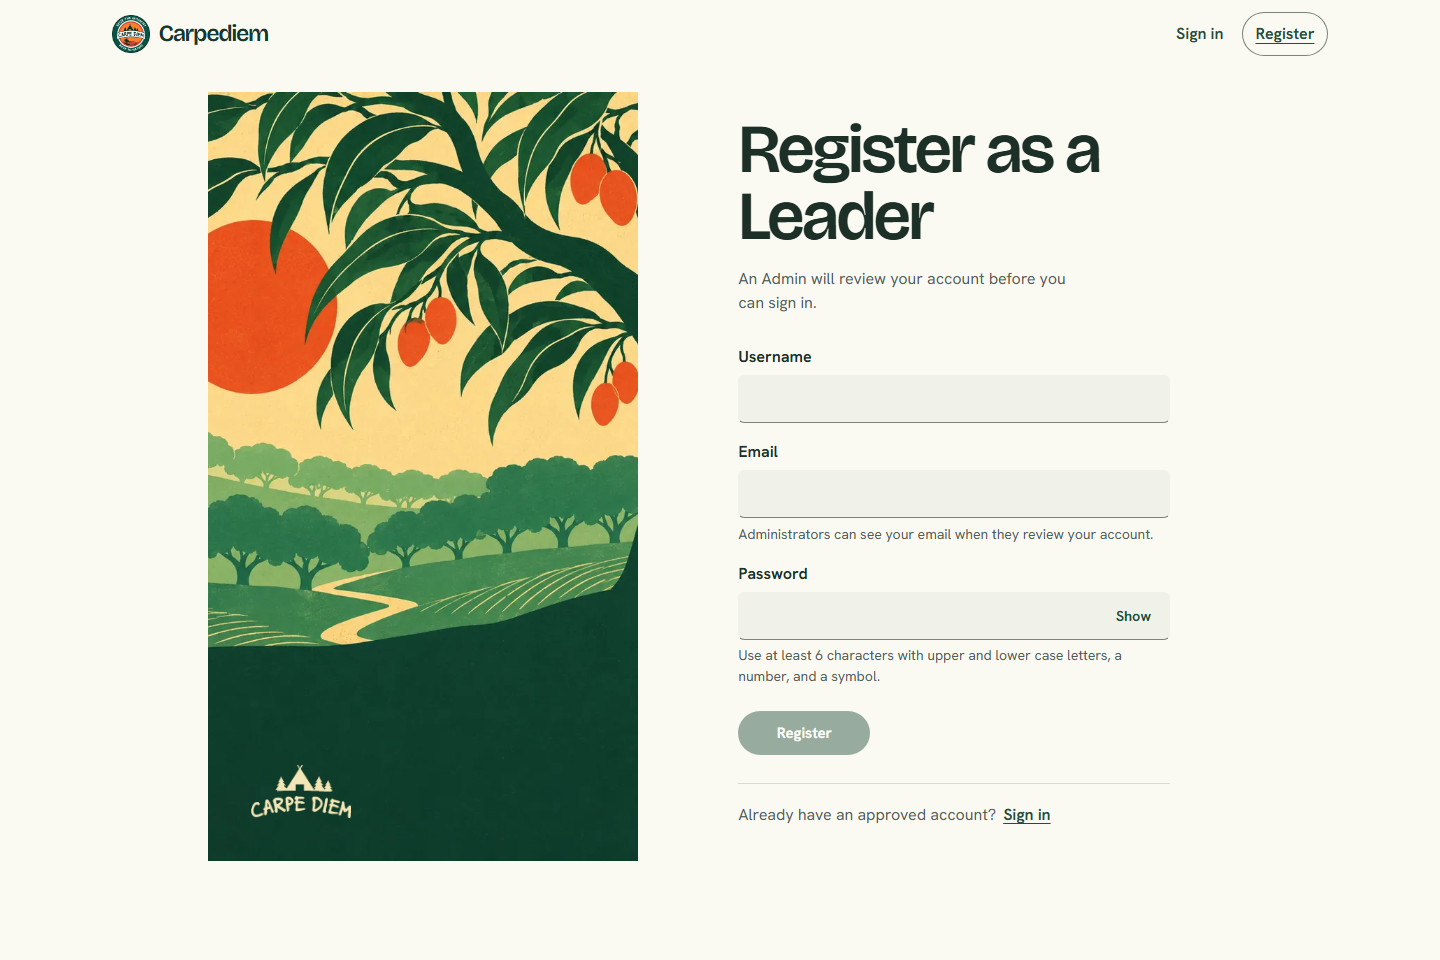 CARPE DIEM
Carpediem
Sign in
Register
Register as a
Leader
An Admin will review your account before you
can sign in.
Username
Email
Administrators can see your email when they review your account.
Password
Show
Use at least 6 characters with upper and lower case letters, a
number, and a symbol.
Register
Already have an approved account? Sign in
CARPE DIEM